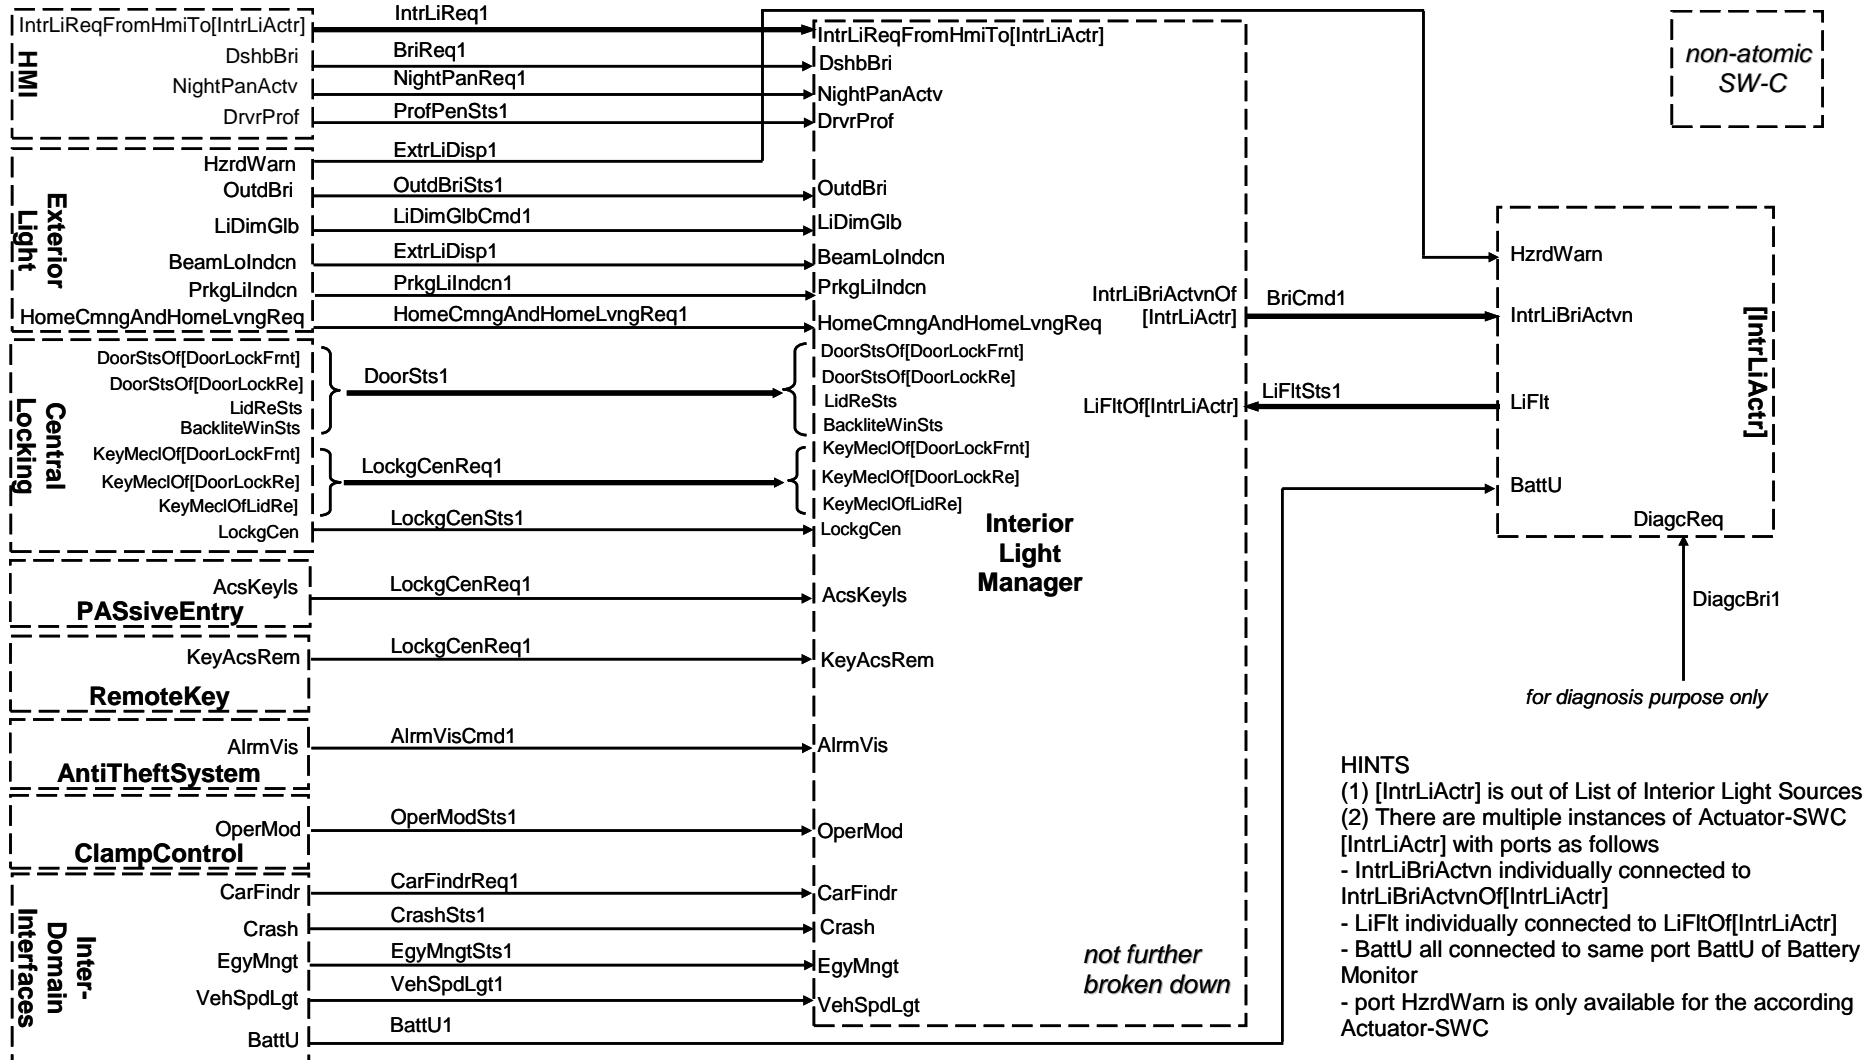 IntrLiReqFromHmiTo[IntrLiActr]
DshbBri
NightPanActv
DrvrProf
HMI
IntrLiReq1
BriReq1
NightPanReq1
ProfPenSts1
HzrdWarn
OutdBri
LiDimGlb
BeamLoIndcn
PrkgLiIndcn
HomeCmngAndHomeLvngReq
Exterior
Light
ExtrLiDisp1
OutdBriSts1
LiDimGlbCmd1
ExtrLiDisp1
PrkgLiIndcn1
HomeCmngAndHomeLvngReq1
DoorStsOf[DoorLockFrnt]
DoorStsOf[DoorLockRe]
LidReSts
BackliteWinSts
KeyMeclOf[DoorLockFrnt]
KeyMeclOf[DoorLockRe]
KeyMeclOfLidRe]
LockgCen
Central
Locking
DoorSts1
LockgCenReq1
LockgCenSts1
AcsKeyIs
PASsiveEntry
LockgCenReq1
KeyAcsRem
RemoteKey
LockgCenReq1
AlrmVis
AntiTheftSystem
AlrmVisCmd1
OperMod
ClampControl
OperModSts1
CarFindr
Crash
EgyMngt
VehSpdLgt
BattU
Inter-
Domain
Interfaces
CarFindrReq1
CrashSts1
EgyMngtSts1
VehSpdLgt1
BattU1
IntrLiReqFromHmiTo[IntrLiActr]
DshbBri
NightPanActv
DrvrProf
OutdBri
LiDimGlb
BeamLoIndcn
PrkgLiIndcn
HomeCmngAndHomeLvngReq
DoorStsOf[DoorLockFrnt]
DoorStsOf[DoorLockRe]
LidReSts
BackliteWinSts
KeyMeclOf[DoorLockFrnt]
KeyMeclOf[DoorLockRe]
KeyMeclOfLidRe]
LockgCen
AcsKeyIs
KeyAcsRem
AlrmVis
OperMod
CarFindr
Crash
EgyMngt
VehSpdLgt
IntrLiBriActvnOf
[IntrLiActr]
LiFltOf[IntrLiActr]
Interior
Light
Manager
not further
broken down
BriCmd1
LiFltSts1
non-atomic
SW-C
HzrdWarn
IntrLiBriActvn
LiFlt
BattU
DiagcReq
[IntrLiActr]
DiagcBri1
for diagnosis purpose only
HINTS
(1) [IntrLiActr] is out of List of Interior Light Sources
(2) There are multiple instances of Actuator-SWC
[IntrLiActr] with ports as follows
- IntrLiBriActvn individually connected to
IntrLiBriActvnOf[IntrLiActr]
- LiFlt individually connected to LiFltOf[IntrLiActr]
- BattU all connected to same port BattU of Battery
Monitor
- port HzrdWarn is only available for the according
Actuator-SWC